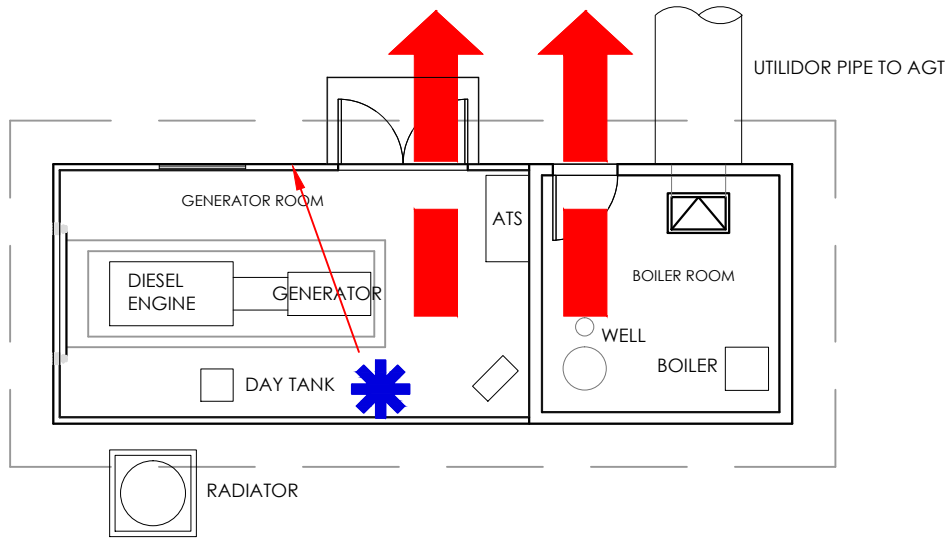 UTILIDOR PIPE TO AGT
GENERATOR ROOM
ATS
DIESEL
ENGINE
GENERATOR
BOILER ROOM
WELL
BOILER
DAY TANK
RADIATOR